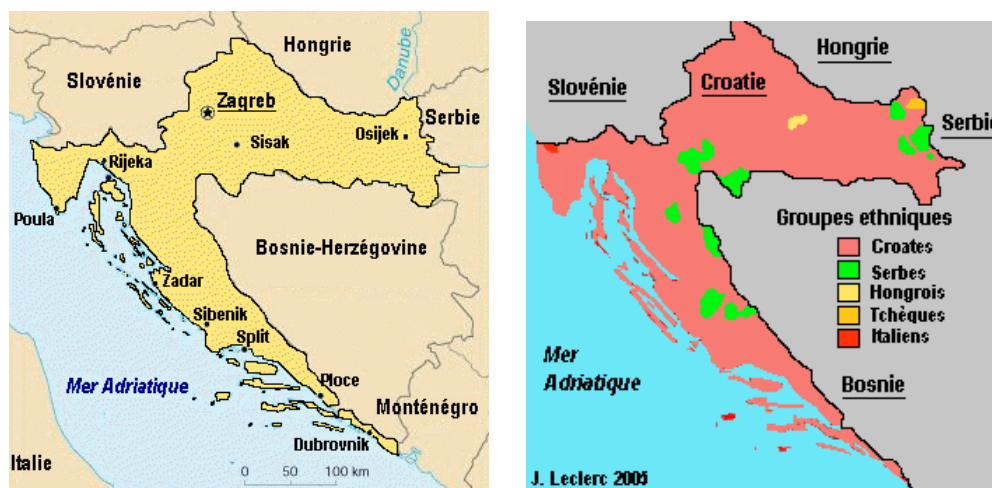 Hongrie
Slovénie
Danube
Zagreb
Serbie
Osijek
Sisak
Rijeka
Poula
Bosnie-Herzégovine
Zadar
Sibenik
Split
Mer Adriatique
Ploce
Monténégro
Dubrovnik
Italie
0 50 100 km
Hongrie
Slovénie
Croatie
Serbie
Groupes ethniques
Croates
Serbes
Hongrois
Tchèques
Italiens
Mer
Adriatique
Bosnie
J. Leclerc 2005